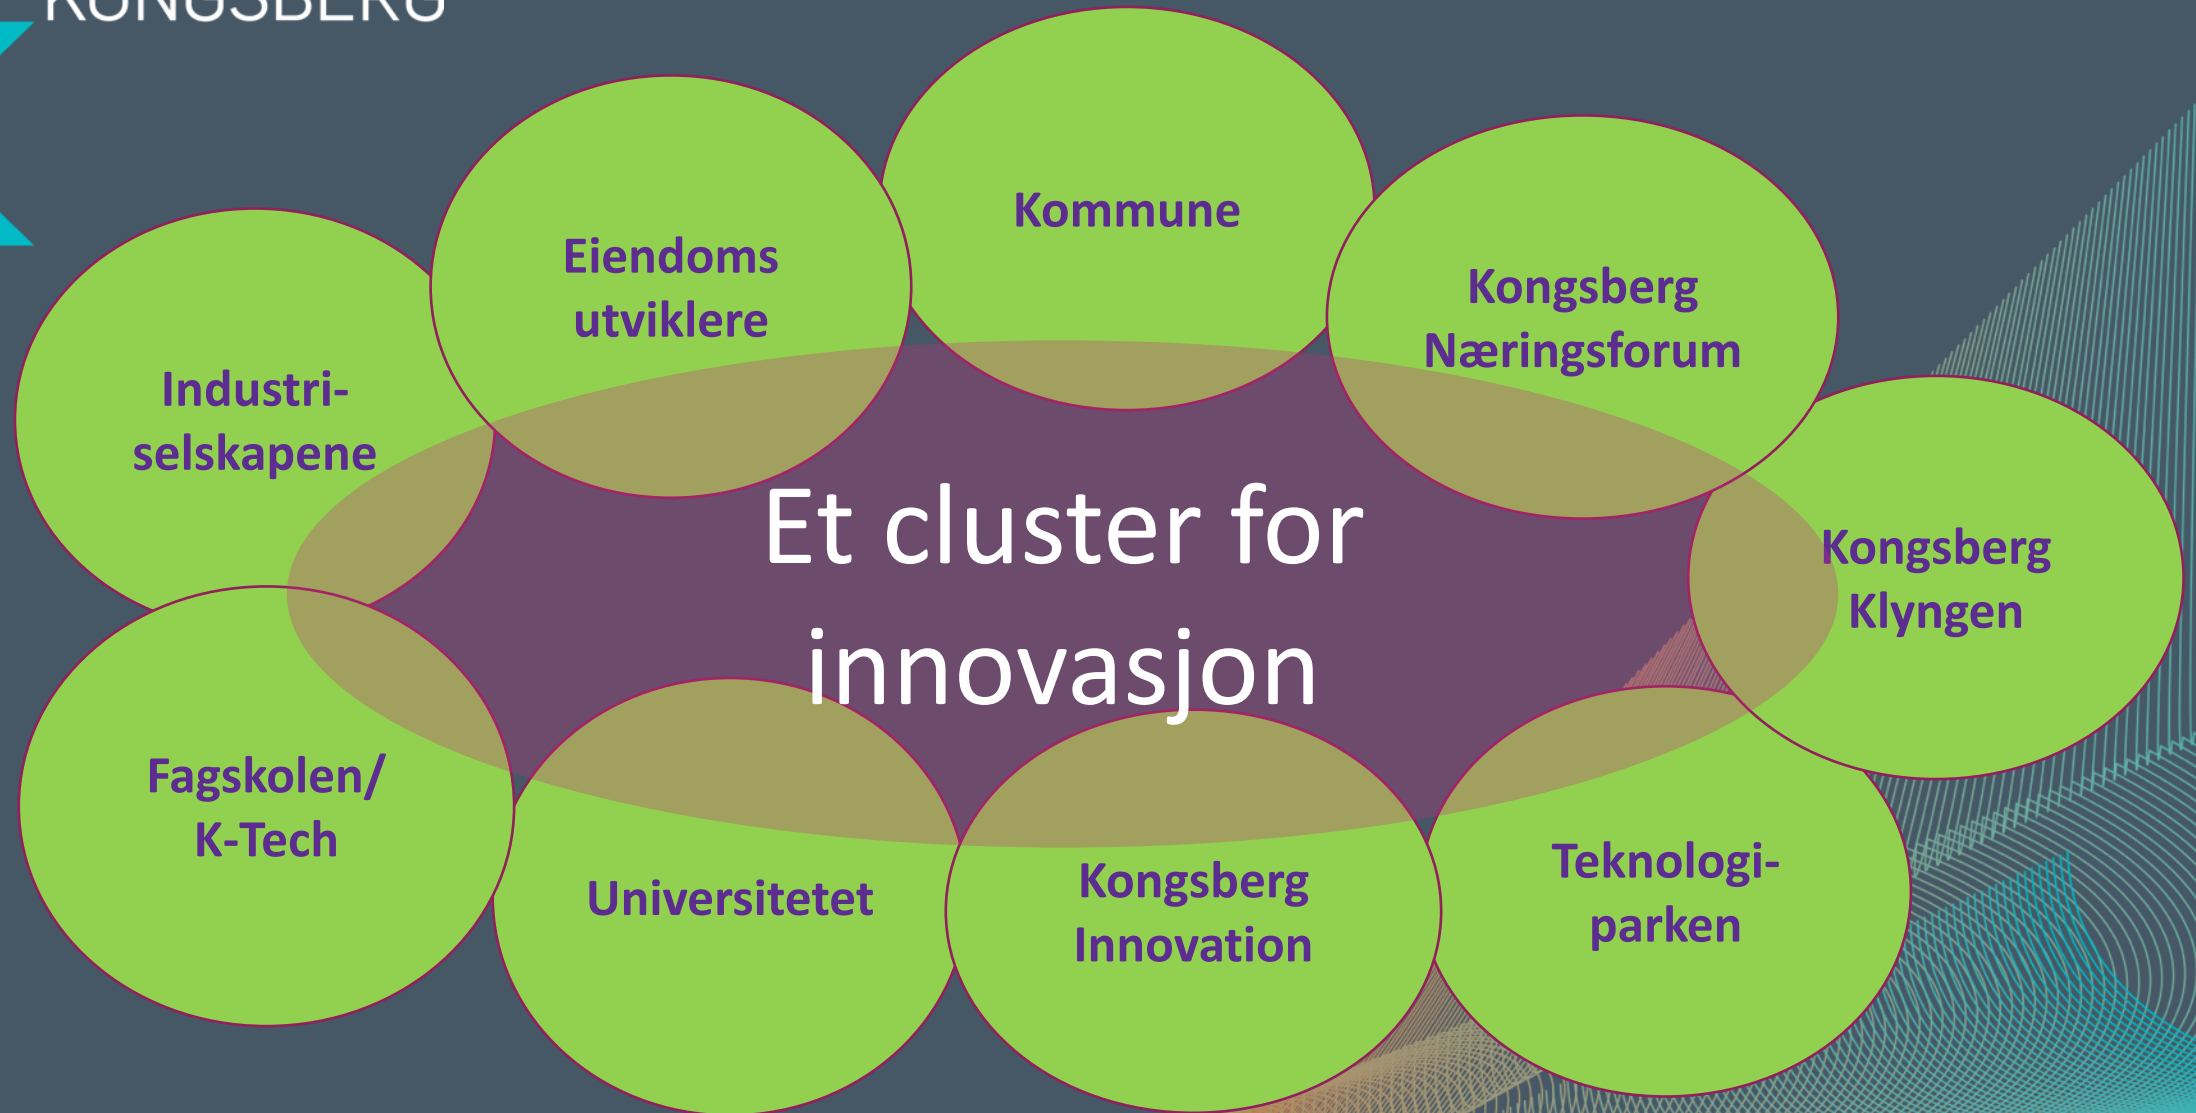 KONGSBERG
Kommune
Eiendoms
utviklere
Kongsberg
Næringsforum
Industri-
selskapene
Et cluster for
innovasjon
Kongsberg
Klyngen
Fagskolen/
K-Tech
Universitetet
Kongsberg
Innovation
Teknologi-
parken